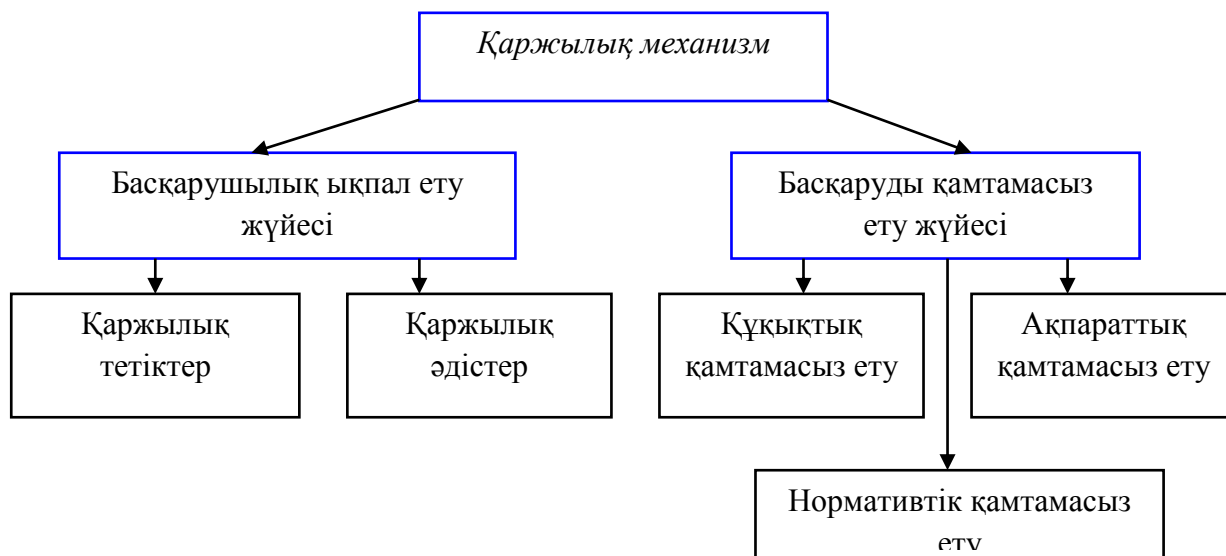 Қаржылық механизм
Басқарушылық ықпал ету
жүйесі
Басқаруды қамтамасыз
ету жүйесі
Қаржылық
тетіктер
Қаржылық
әдістер
Құқықтық
қамтамасыз ету
Ақпараттық
қамтамасыз ету
Нормативтік қамтамасыз
ету